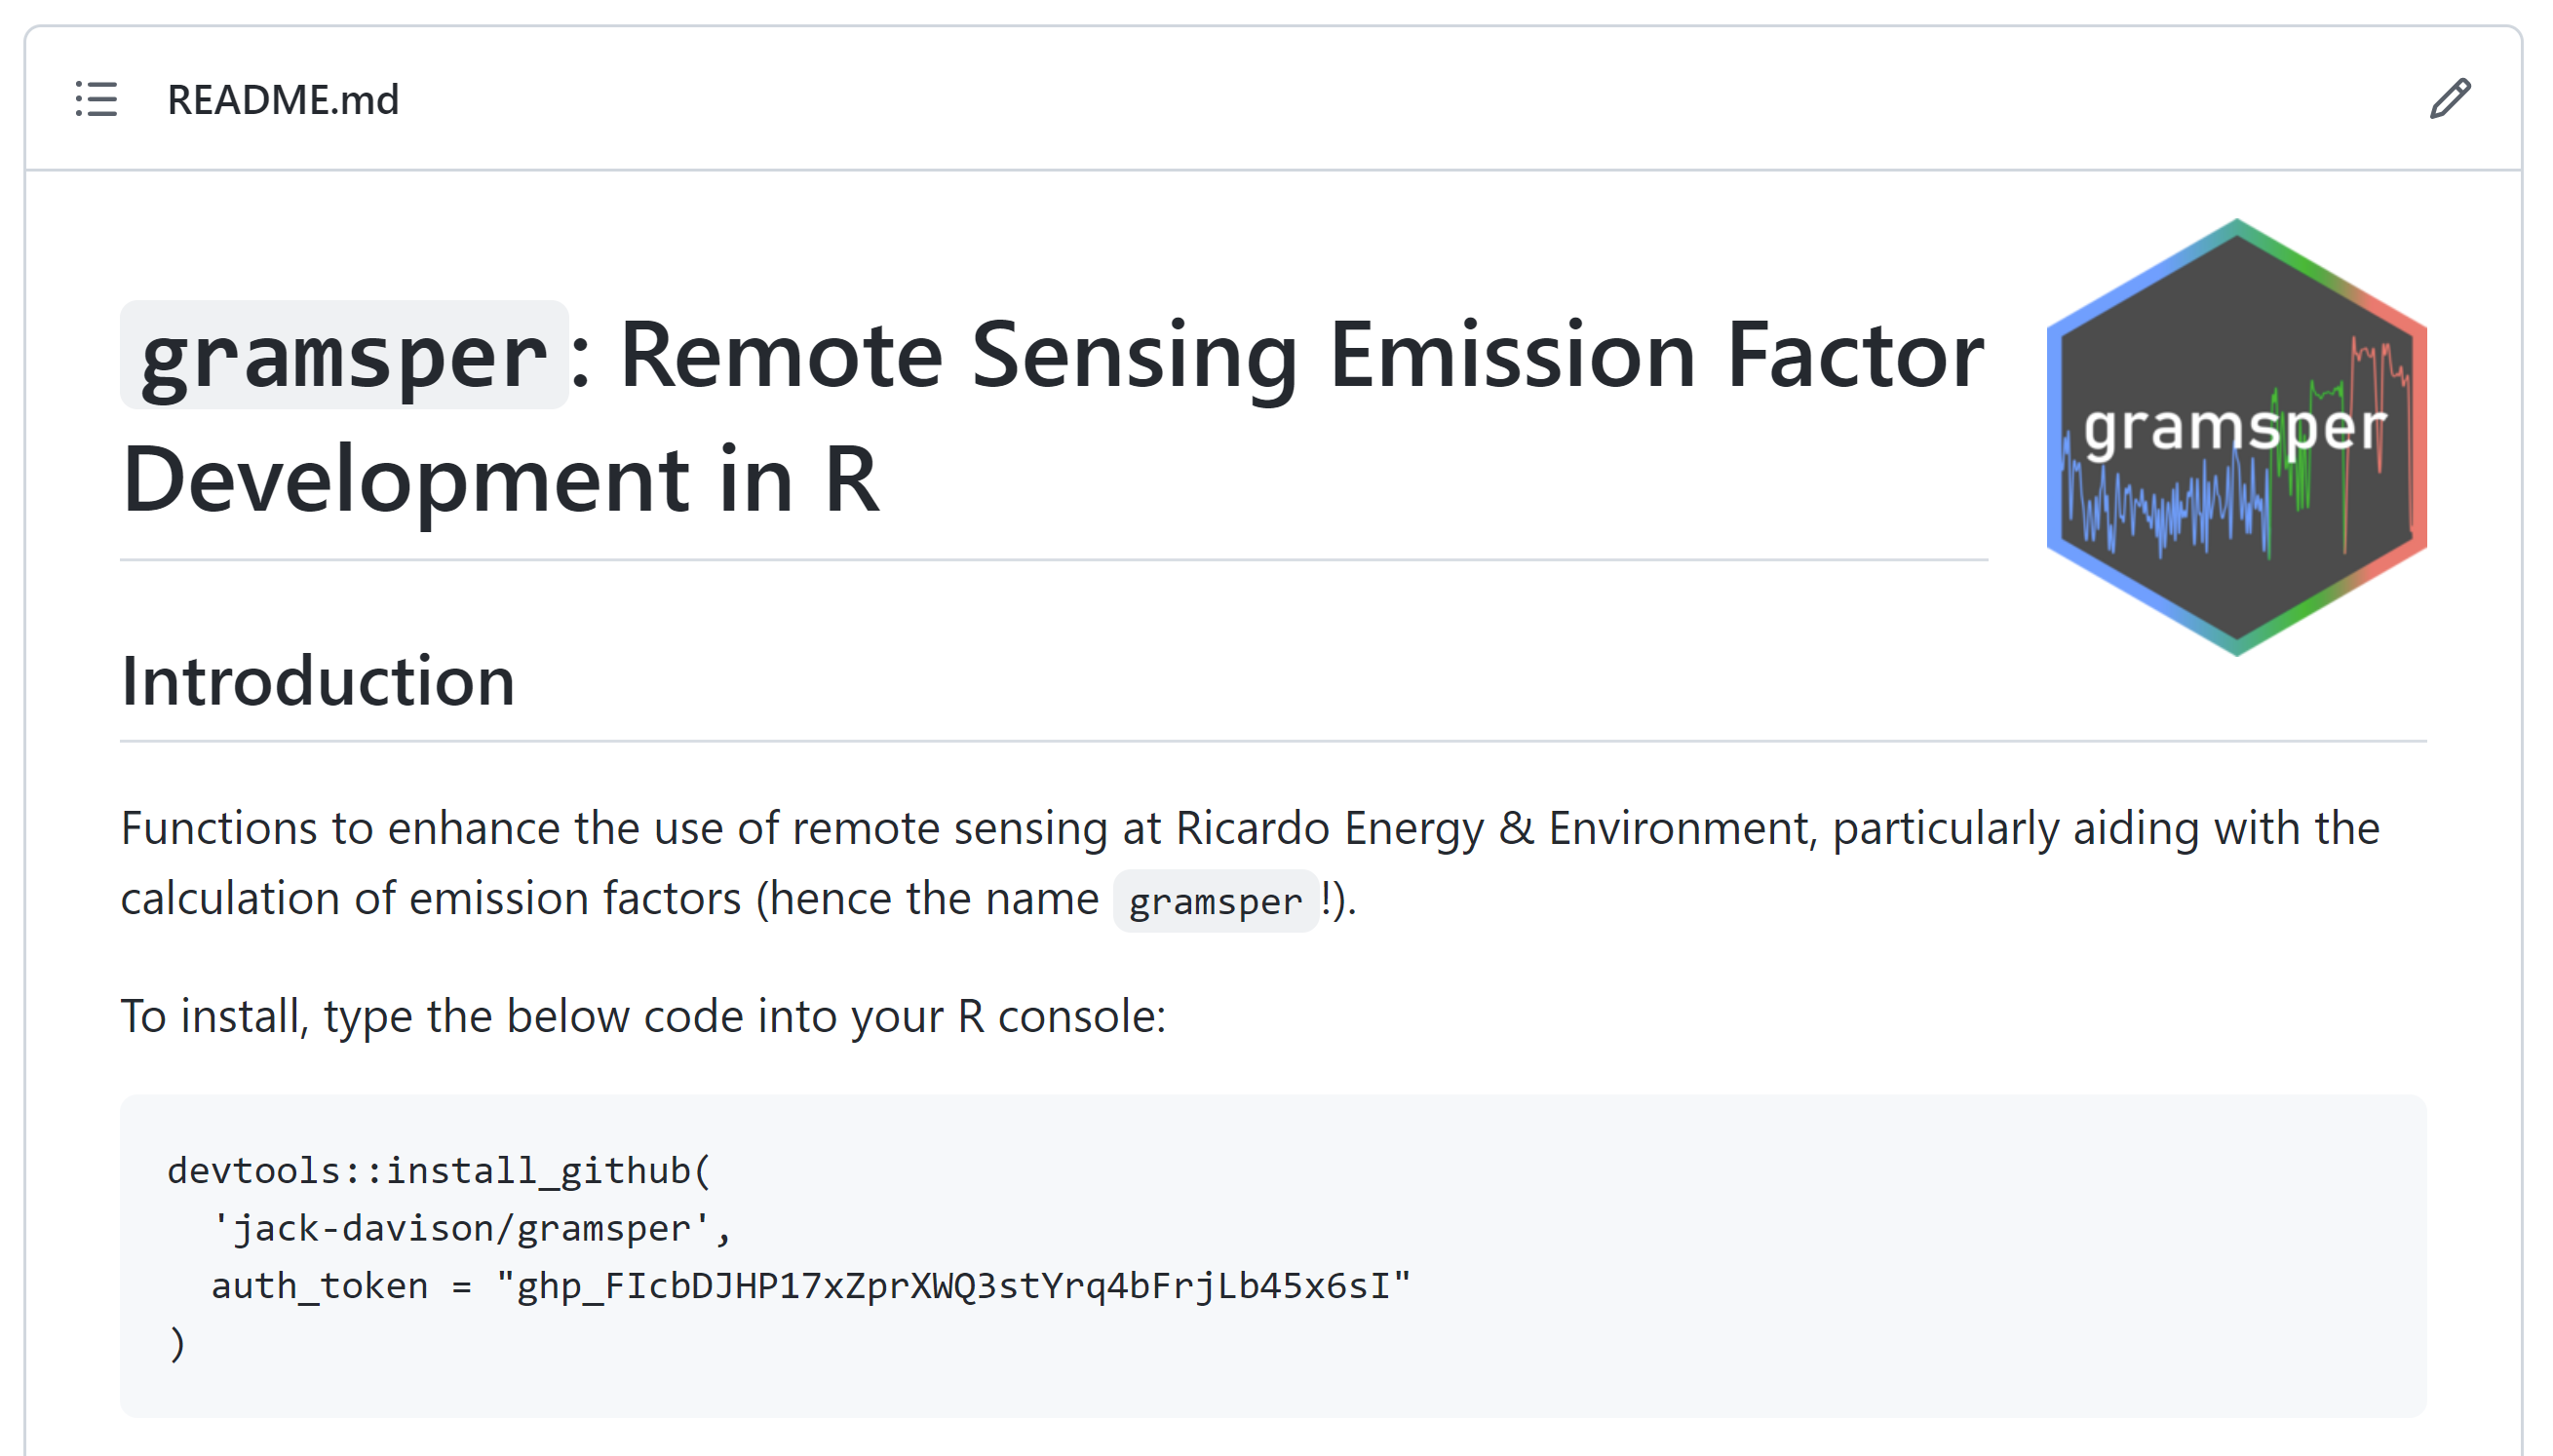 README.md
gramsper: Remote Sensing Emission Factor
Development in R
gramsper
Introduction
Functions to enhance the use of remote sensing at Ricardo Energy & Environment, particularly aiding with the
calculation of emission factors (hence the name gramsper!).
To install, type the below code into your R console:
devtools::install_github(
  'jack-davison/gramsper',
  auth_token = "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"
)